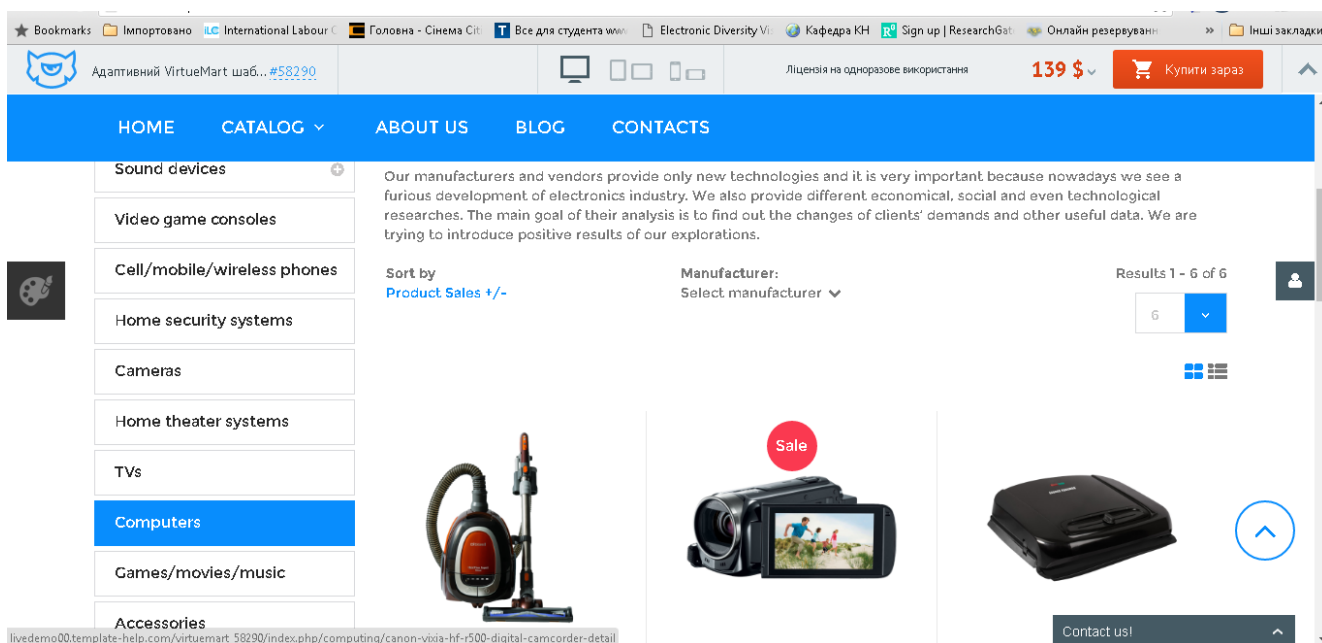 Bookmarks Імпортовано iLC International Labour Головна - Сінема Сіті T Все для студента www Electronic Diversity Vi Кафедра КН R Sign up | ResearchGat Онлайн резервуванн » Інші закладки
Адаптивний VirtueMart шаб... #58290 Ліцензія на одноразове використання 139 $ Купити зараз
HOME CATALOG ABOUT US BLOG CONTACTS
Sound devices
Video game consoles
Cell/mobile/wireless phones
Home security systems
Cameras
Home theater systems
TVs
Computers
Games/movies/music
Accessories
Our manufacturers and vendors provide only new technologies and it is very important because nowadays we see a
furious development of electronics industry. We also provide different economical, social and even technological
researches. The main goal of their analysis is to find out the changes of clients' demands and other useful data. We are
trying to introduce positive results of our explorations.
Sort by
Product Sales +/-
Manufacturer:
Select manufacturer
Results 1 - 6 of 6
6
Sale
Contact us!
livedemo00.template-help.com/virtuemart_58290/index.php/computing/canon-vixia-hf-r500-digital-camcorder-detail